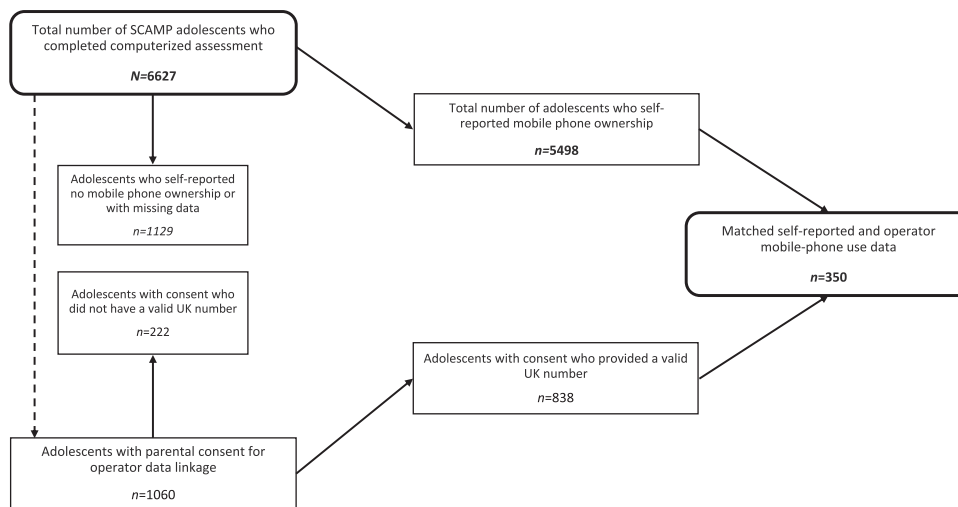 Total number of SCAMP adolescents who
completed computerized assessment
N=6627
Total number of adolescents who self-
reported mobile phone ownership
n=5498
Adolescents who self-reported
no mobile phone ownership or
with missing data
n=1129
Matched self-reported and operator
mobile-phone use data
n=350
Adolescents with consent who
did not have a valid UK number
n=222
Adolescents with consent who provided a valid
UK number
n=838
Adolescents with parental consent for
operator data linkage
n=1060